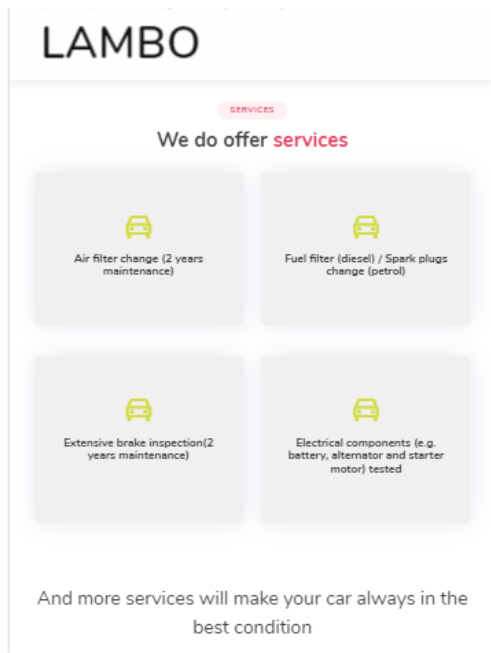 LAMBO
SERVICES
We do offer services
Air filter change (2 years
maintenance)
Fuel filter (diesel) / Spark plugs
change (petrol)
Extensive brake inspection(2
years maintenance)
Electrical components (e.g.
battery, alternator and starter
motor) tested
And more services will make your car always in the
best condition